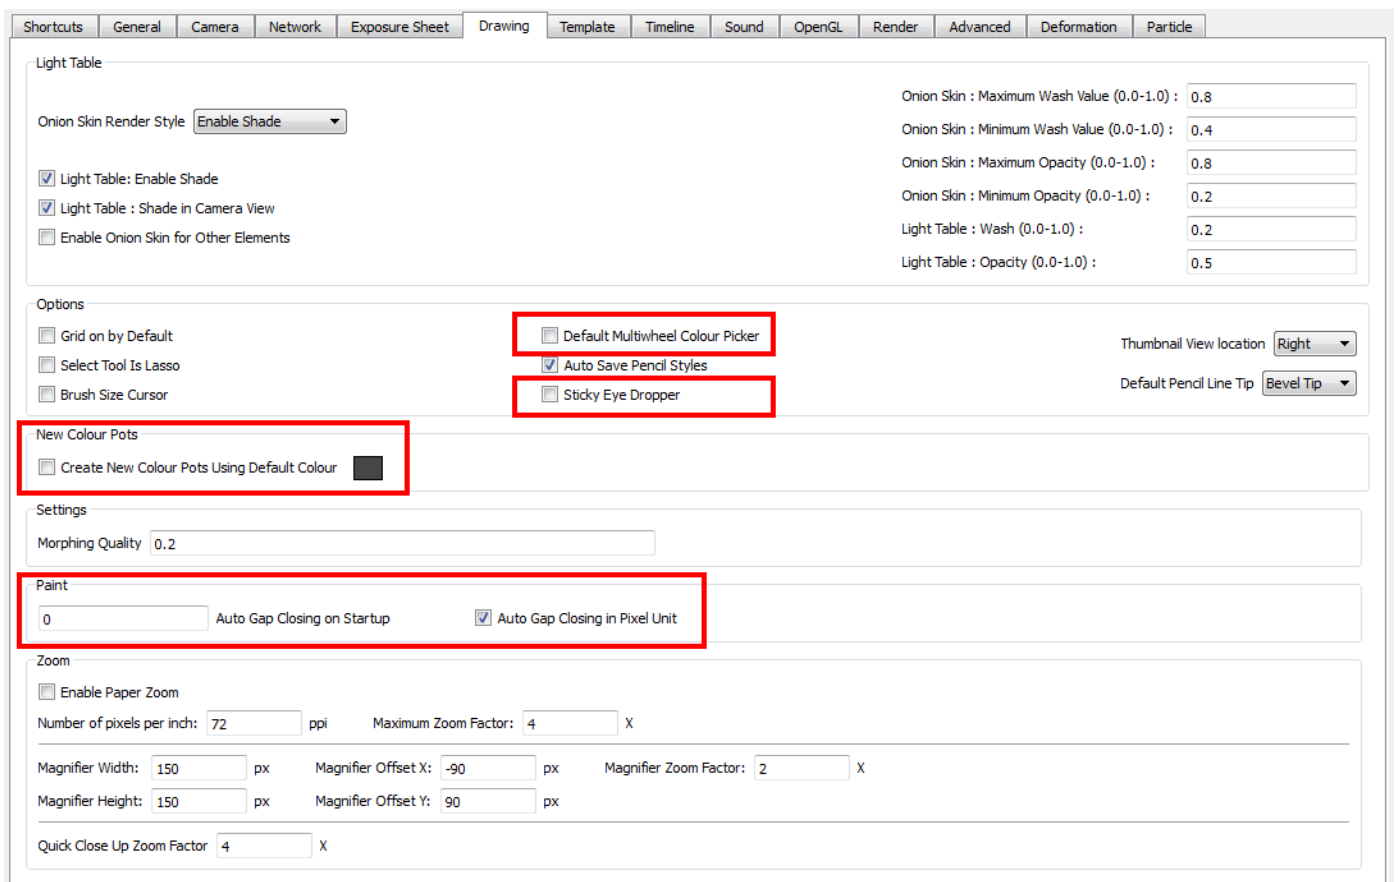 Shortcuts General Camera Network Exposure Sheet Drawing Template Timeline Sound OpenGL Render Advanced Deformation Particle
Light Table
Onion Skin Render Style Enable Shade
Light Table: Enable Shade
Light Table : Shade in Camera View
Enable Onion Skin for Other Elements
Onion Skin : Maximum Wash Value (0.0-1.0) : 0.8
Onion Skin : Minimum Wash Value (0.0-1.0) : 0.4
Onion Skin : Maximum Opacity (0.0-1.0) : 0.8
Onion Skin : Minimum Opacity (0.0-1.0) : 0.2
Light Table : Wash (0.0-1.0) : 0.2
Light Table : Opacity (0.0-1.0) : 0.5
Options
Grid on by Default
Select Tool Is Lasso
Brush Size Cursor
Default Multiwheel Colour Picker
Auto Save Pencil Styles
Sticky Eye Dropper
Thumbnail View location Right
Default Pencil Line Tip Bevel Tip
New Colour Pots
Create New Colour Pots Using Default Colour
Settings
Morphing Quality 0.2
Paint
0 Auto Gap Closing on Startup Auto Gap Closing in Pixel Unit
Zoom
Enable Paper Zoom
Number of pixels per inch: 72 ppi Maximum Zoom Factor: 4 X
Magnifier Width: 150 px Magnifier Offset X: -90 px Magnifier Zoom Factor: 2 X
Magnifier Height: 150 px Magnifier Offset Y: 90 px
Quick Close Up Zoom Factor 4 X